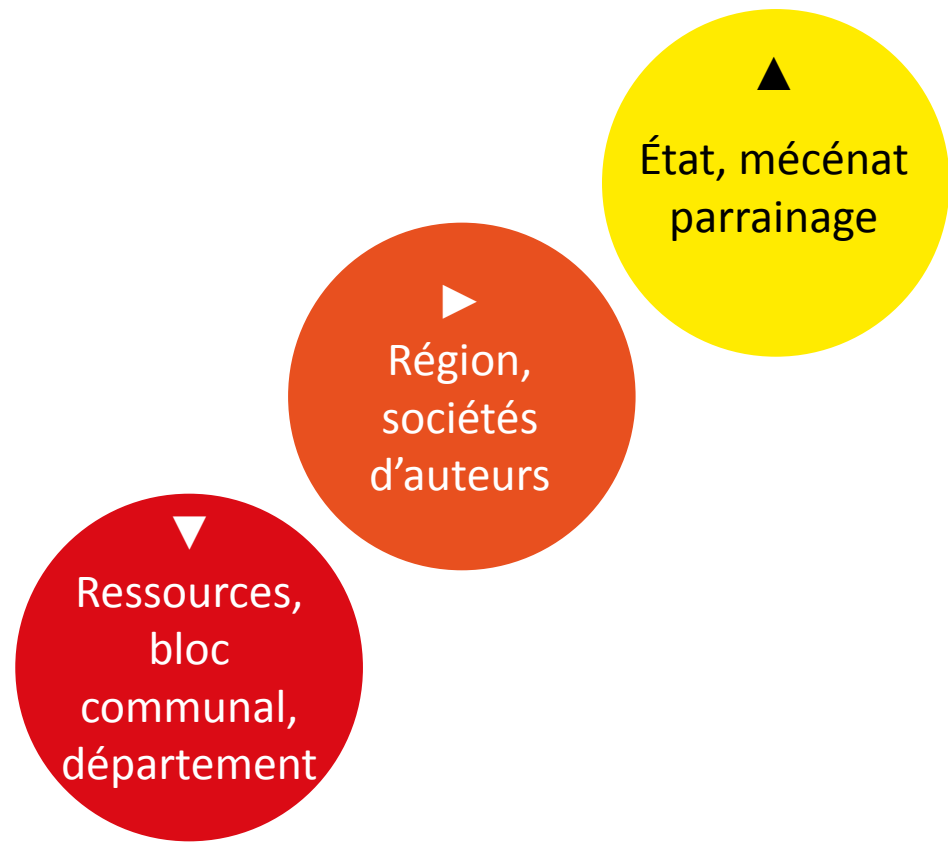 ▲
État, mécénat
parrainage
►
Région,
sociétés
d’auteurs
▼
Ressources,
bloc
communal,
département